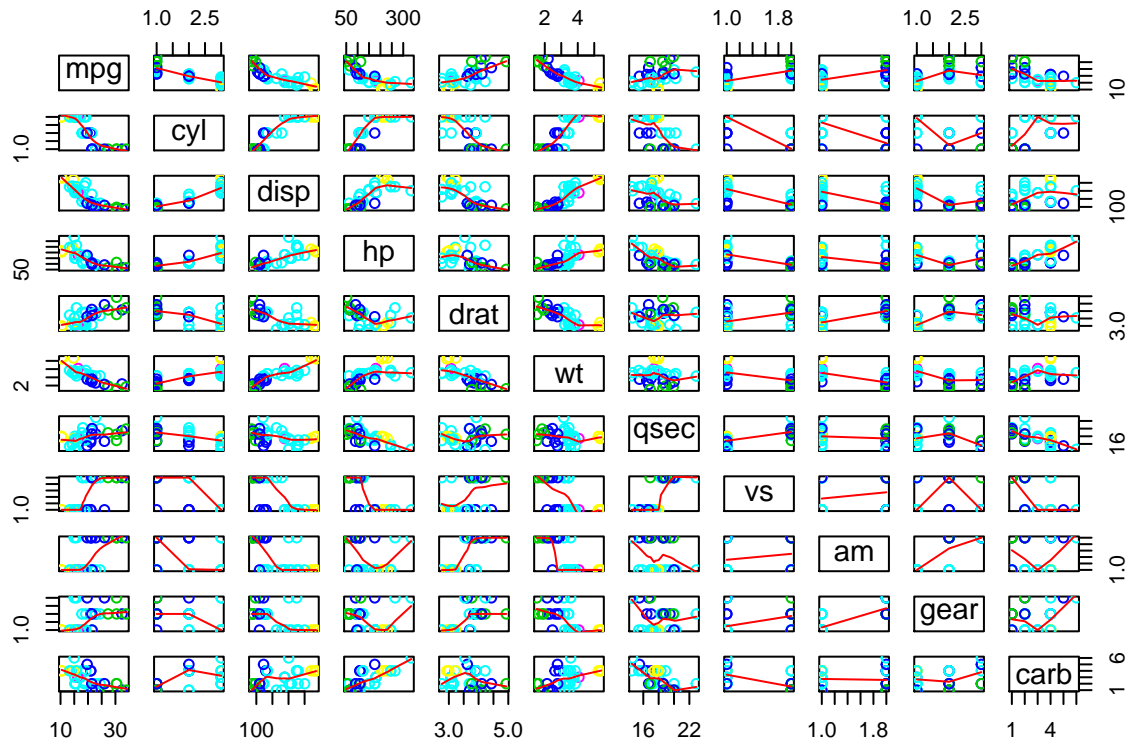 1.0 2.5 50 300 2 4 1.0 1.8 1.0 2.5
mpg 10
1.0 cyl
disp 100
50 hp
drat 3.0
2 wt
qsec 16
1.0 vs
am 1.0
1.0 gear
carb 1 6
10 30 100 3.0 5.0 16 22 1.0 1.8 1 4